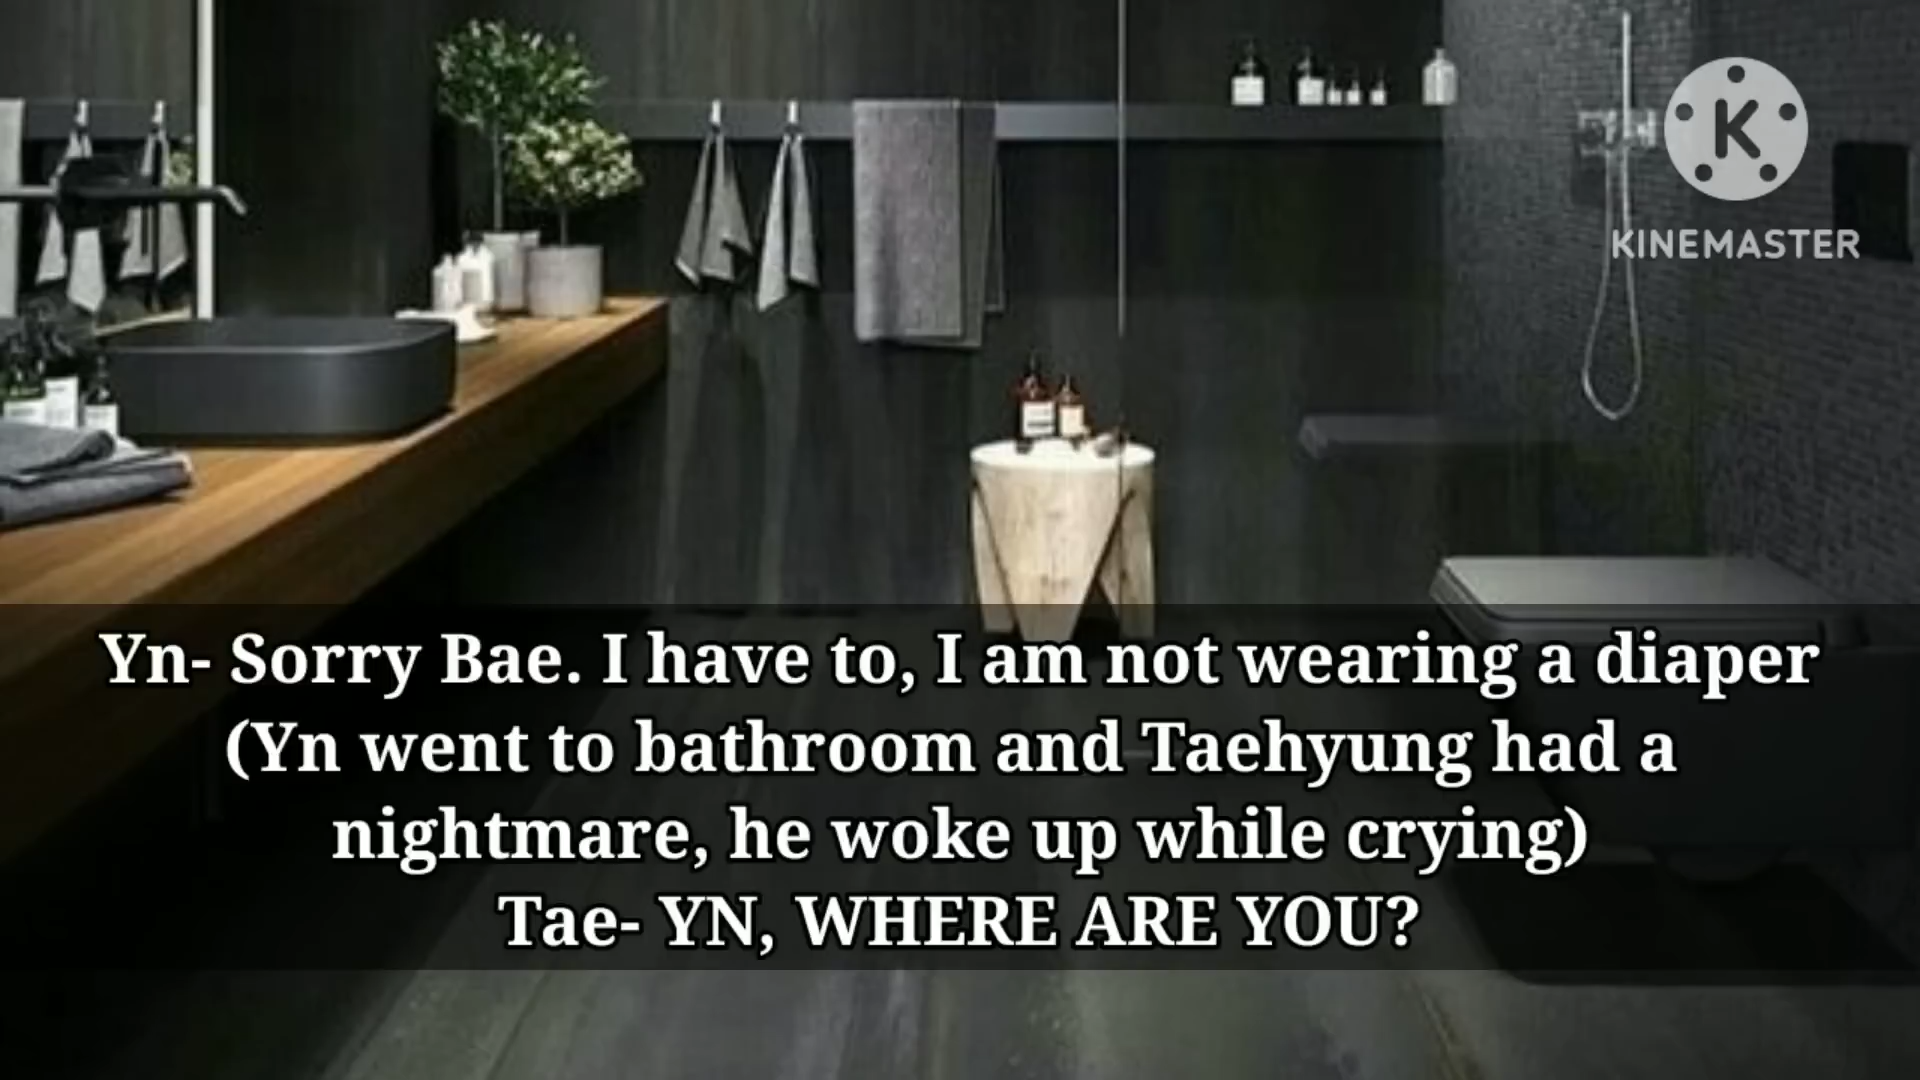 KINEMASTER
Yn- Sorry Bae. I have to, I am not wearing a diaper
(Yn went to bathroom and Taehyung had a
nightmare, he woke up while crying)
Tae- YN, WHERE ARE YOU?